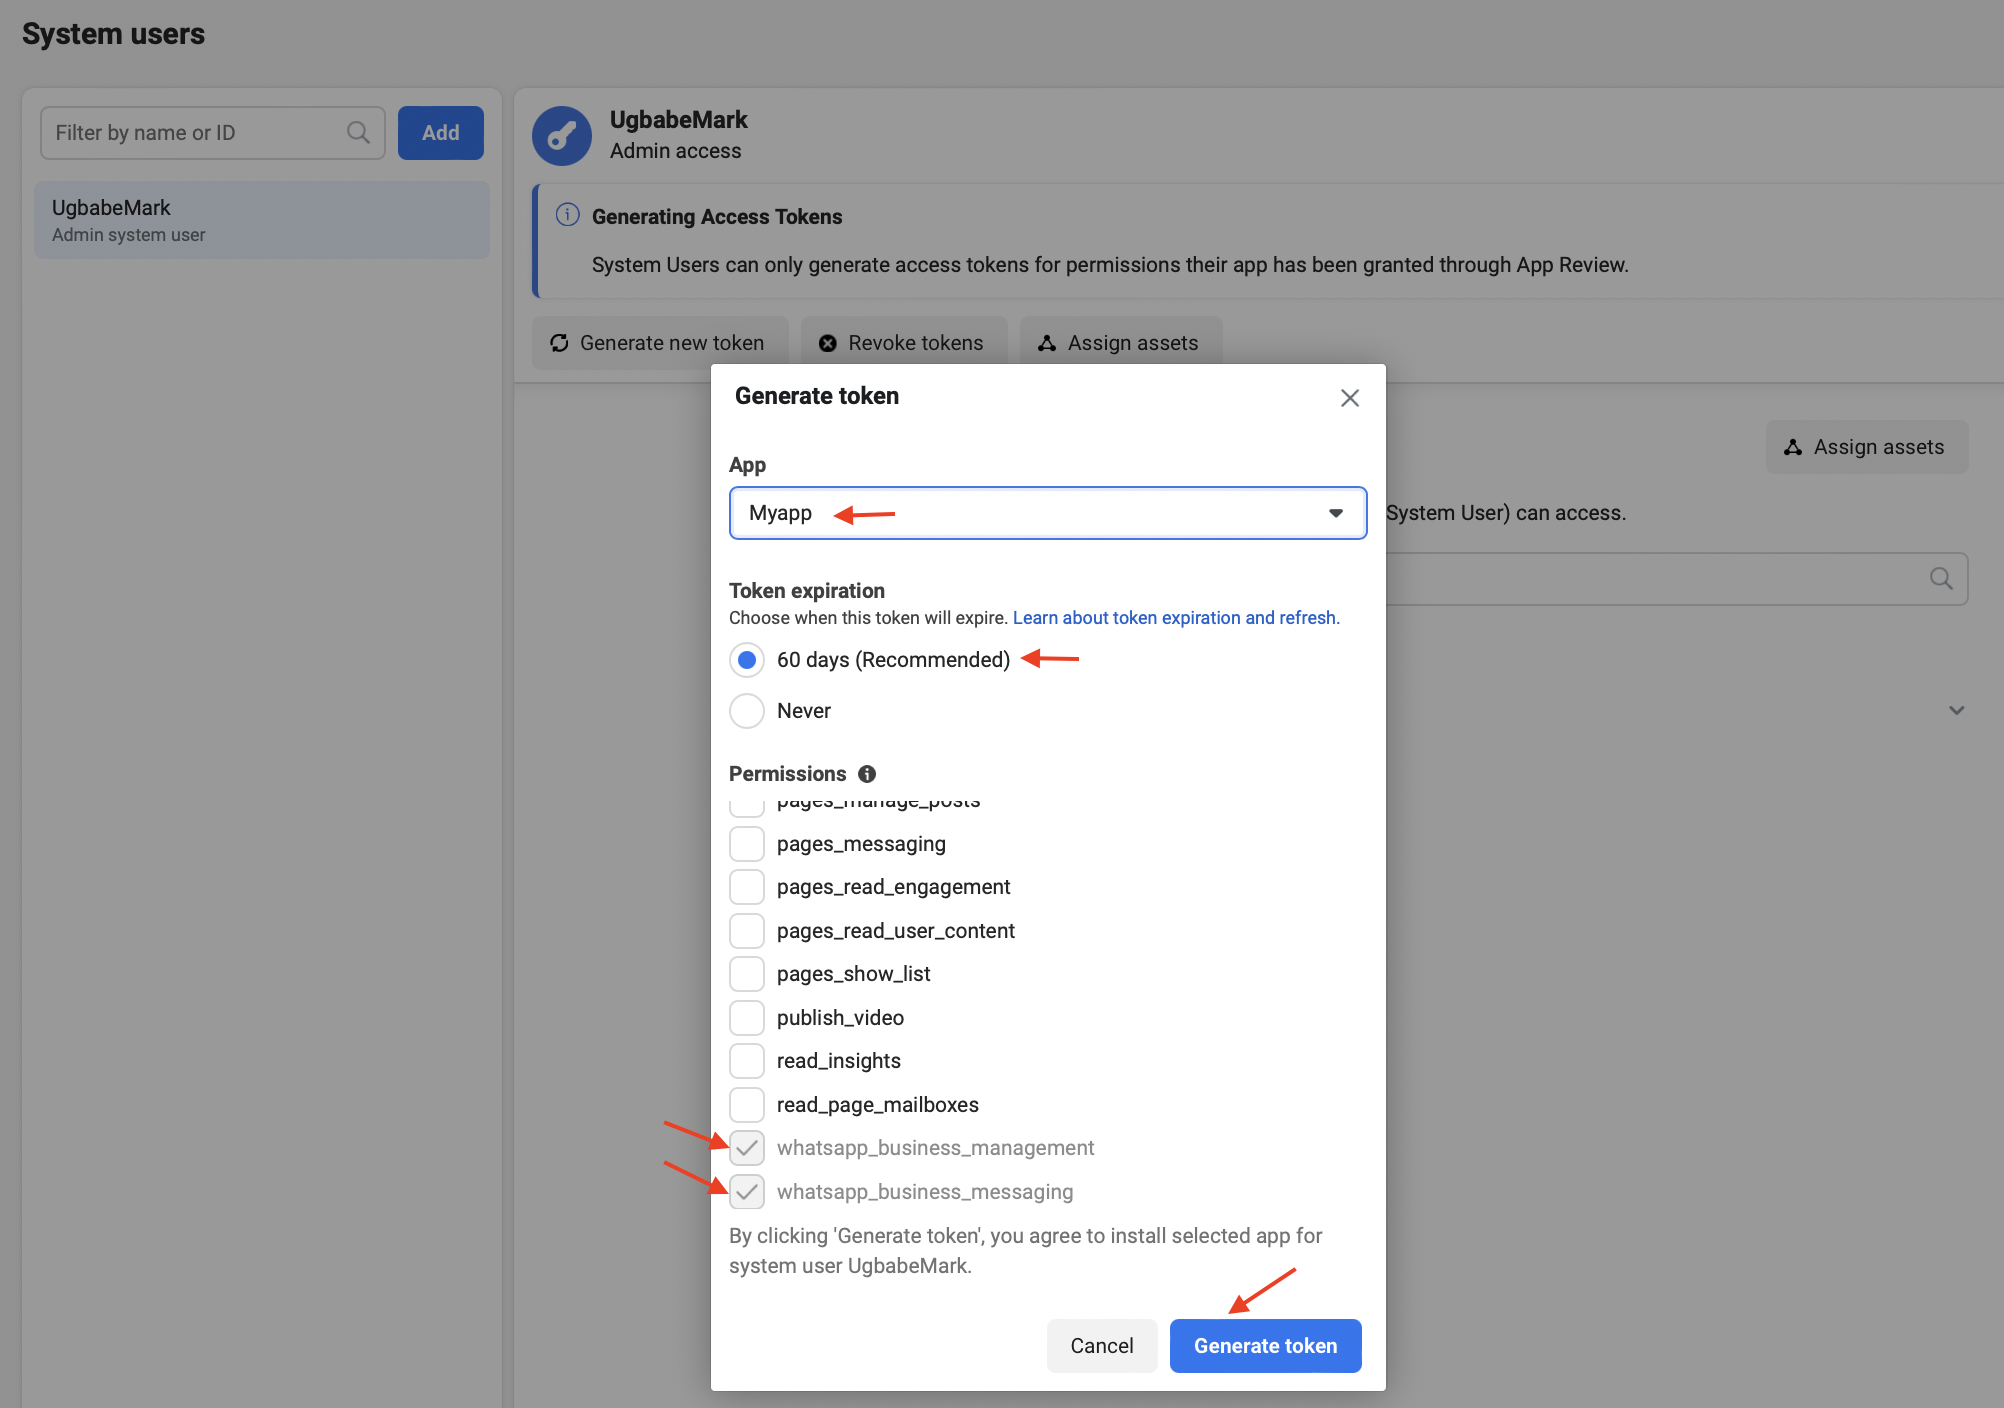 System users
Filter by name or ID
Add
UgbabeMark
Admin system user
UgbabeMark
Admin access
Generating Access Tokens
System Users can only generate access tokens for permissions their app has been granted through App Review.
Generate new token
Revoke tokens
Assign assets
Assign assets
System User) can access.
Generate token
App
Myapp
Token expiration
Choose when this token will expire. Learn about token expiration and refresh.
60 days (Recommended)
Never
Permissions
pages_manage_posts
pages_messaging
pages_read_engagement
pages_read_user_content
pages_show_list
publish_video
read_insights
read_page_mailboxes
whatsapp_business_management
whatsapp_business_messaging
By clicking 'Generate token', you agree to install selected app for
system user UgbabeMark.
Cancel
Generate token